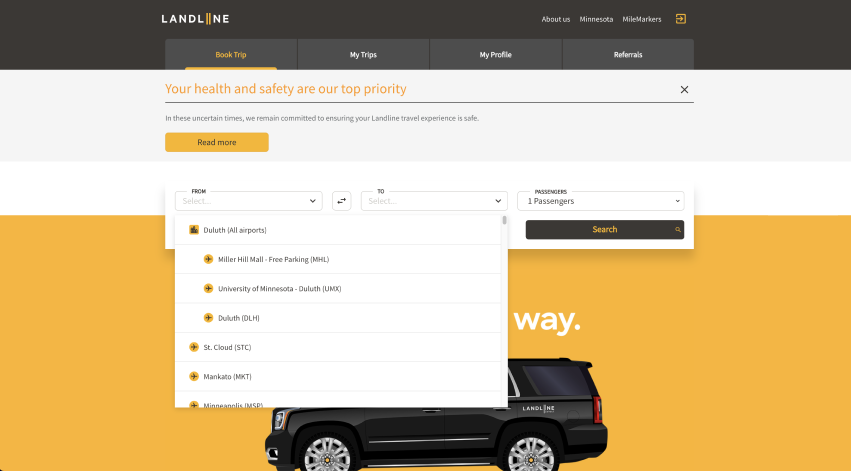 LANDLINE
About us
Minnesota
MileMarkers
Book Trip
My Trips
My Profile
Referrals
Your health and safety are our top priority
In these uncertain times, we remain committed to ensuring your Landline travel experience is safe.
Read more
FROM
Select...
TO
Select...
PASSENGERS
1 Passengers
Search
Duluth (All airports)
Miller Hill Mall - Free Parking (MHL)
University of Minnesota - Duluth (UMX)
Duluth (DLH)
St. Cloud (STC)
Mankato (MKT)
Minneapolis (MSP)
way.
LANDLINE